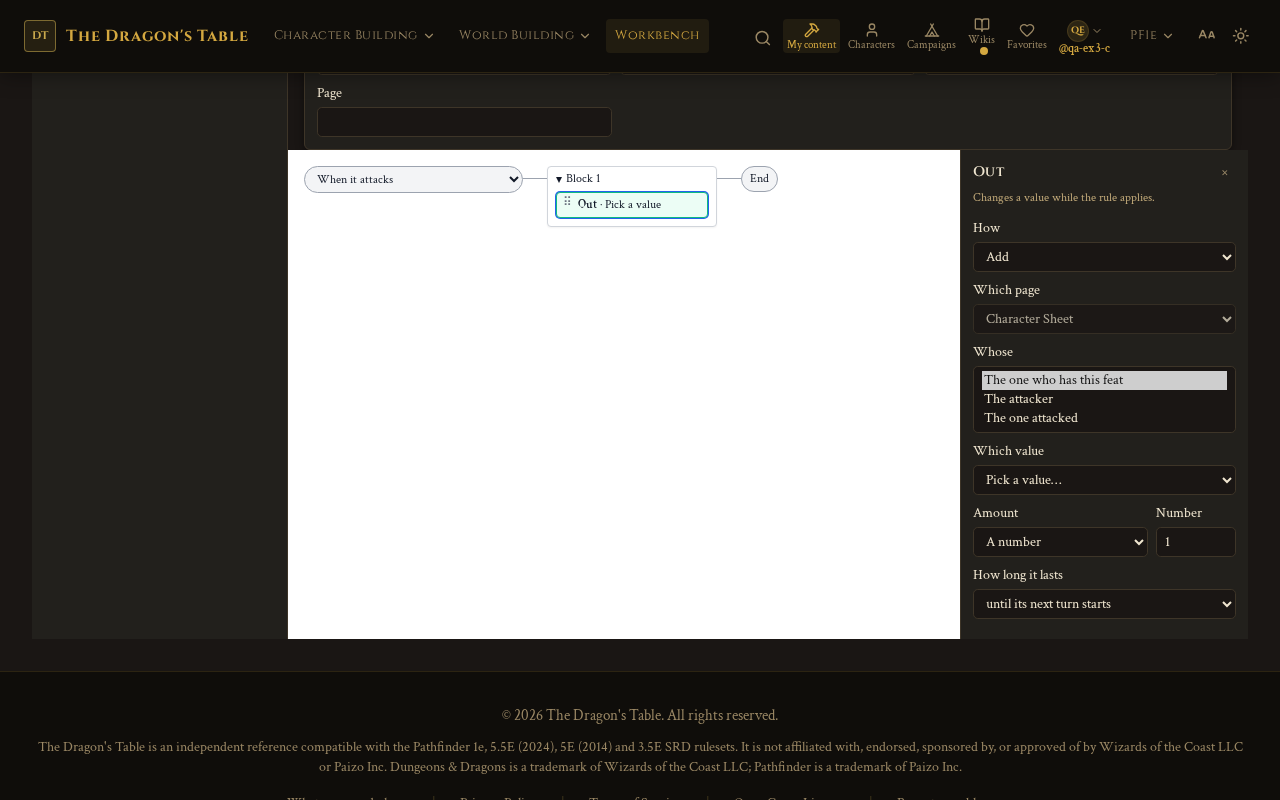 DT The Dragon's Table Character Building World Building Workbench My content Characters Campaigns Wikis Favorites QE @qa-ex3-c PF1e AA
Page
When it attacks
▾ Block 1
Out · Pick a value
End
Out ×
Changes a value while the rule applies.
How
Add
Which page
Character Sheet
Whose
The one who has this feat
The attacker
The one attacked
Which value
Pick a value…
Amount Number
A number 1
How long it lasts
until its next turn starts
© 2026 The Dragon's Table. All rights reserved.
The Dragon's Table is an independent reference compatible with the Pathfinder 1e, 5.5E (2024), 5E (2014) and 3.5E SRD rulesets. It is not affiliated with, endorsed, sponsored by, or approved of by Wizards of the Coast LLC
or Paizo Inc. Dungeons & Dragons is a trademark of Wizards of the Coast LLC; Pathfinder is a trademark of Paizo Inc.